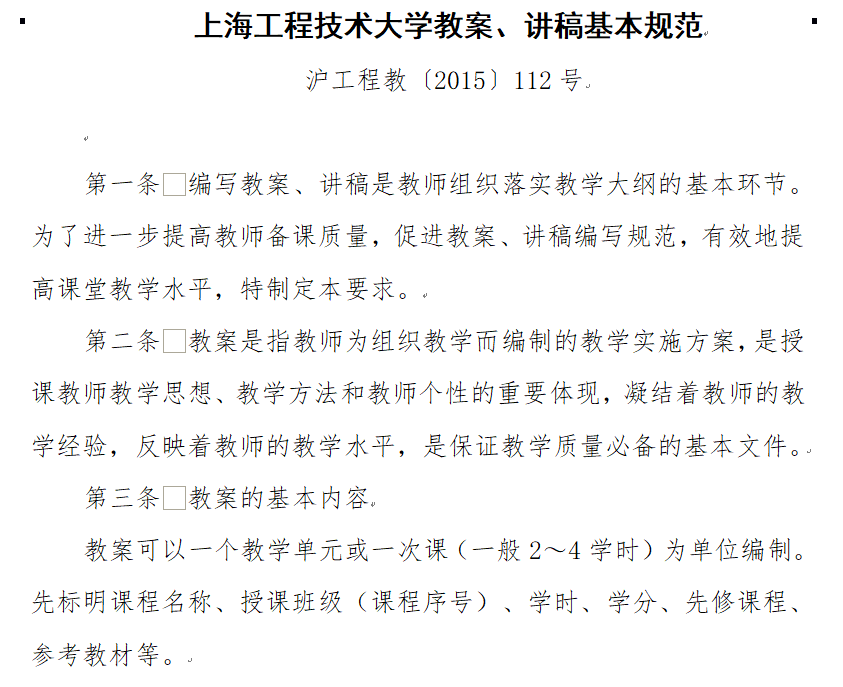 上海工程技术大学教案、讲稿基本规范
沪工程教〔2015〕112 号
第一条　编写教案、讲稿是教师组织落实教学大纲的基本环节。
为了进一步提高教师备课质量，促进教案、讲稿编写规范，有效地提
高课堂教学水平，特制定本要求。
第二条　教案是指教师为组织教学而编制的教学实施方案，是授
课教师教学思想、教学方法和教师个性的重要体现，凝结着教师的教
学经验，反映着教师的教学水平，是保证教学质量必备的基本文件。
第三条　教案的基本内容
教案可以一个教学单元或一次课（一般 2～4 学时）为单位编制。
先标明课程名称、授课班级（课程序号）、学时、学分、先修课程、
参考教材等。